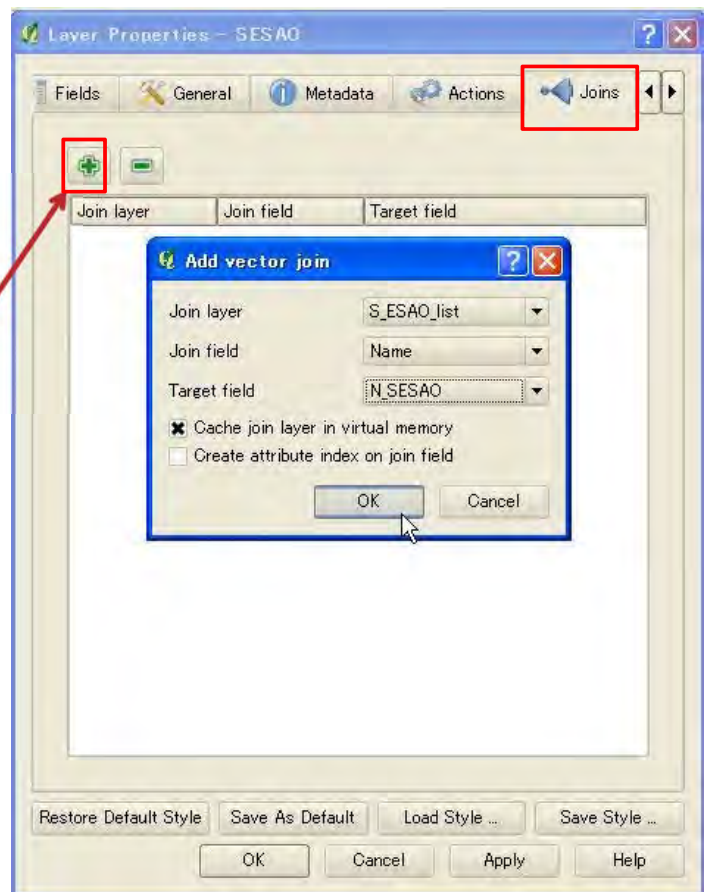 Layer Properties - SESAO
Fields General Metadata Actions Joins
Join layer Join field Target field
Add vector join
Join layer S_ESAO_list
Join field Name
Target field N_SESAO
Cache join layer in virtual memory
Create attribute index on join field
OK Cancel
Restore Default Style Save As Default Load Style ... Save Style ...
OK Cancel Apply Help